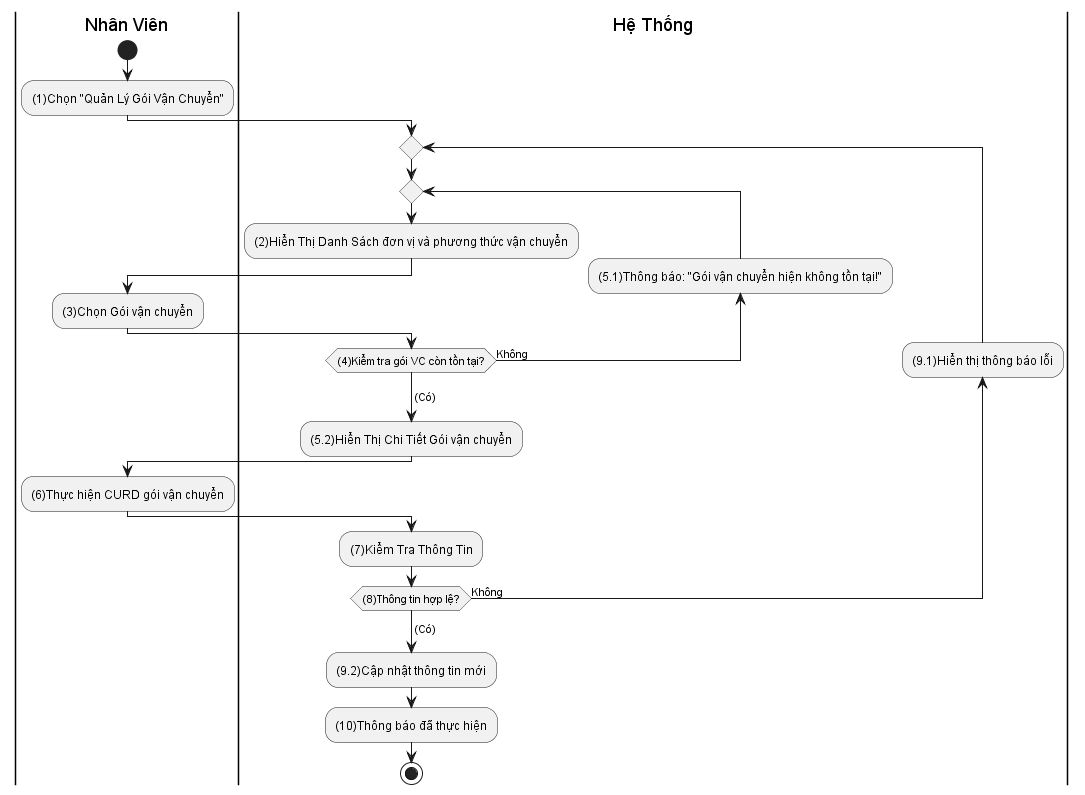 Nhân Viên
Hệ Thống
(1)Chọn "Quản Lý Gói Vận Chuyển"
(2)Hiển Thị Danh Sách đơn vị và phương thức vận chuyển
(5.1)Thông báo: "Gói vận chuyển hiện không tồn tại!"
(3)Chọn Gói vận chuyển
(4)Kiểm tra gói VC còn tồn tại?
Không
(9.1)Hiển thị thông báo lỗi
(Có)
(5.2)Hiển Thị Chi Tiết Gói vận chuyển
(6)Thực hiện CURD gói vận chuyển
(7)Kiểm Tra Thông Tin
(8)Thông tin hợp lệ?
Không
(Có)
(9.2)Cập nhật thông tin mới
(10)Thông báo đã thực hiện